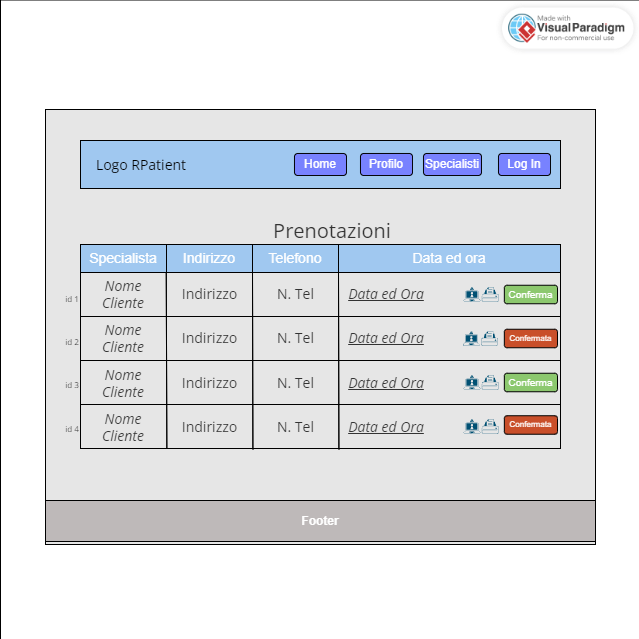 Made with
Visual Paradigm
For non-commercial use
Logo RPatient Home Profilo Specialisti Log In
Prenotazioni
Specialista Indirizzo Telefono Data ed ora
id 1 Nome Cliente Indirizzo N. Tel Data ed Ora Conferma
id 2 Nome Cliente Indirizzo N. Tel Data ed Ora Confermata
id 3 Nome Cliente Indirizzo N. Tel Data ed Ora Conferma
id 4 Nome Cliente Indirizzo N. Tel Data ed Ora Confermata
Footer